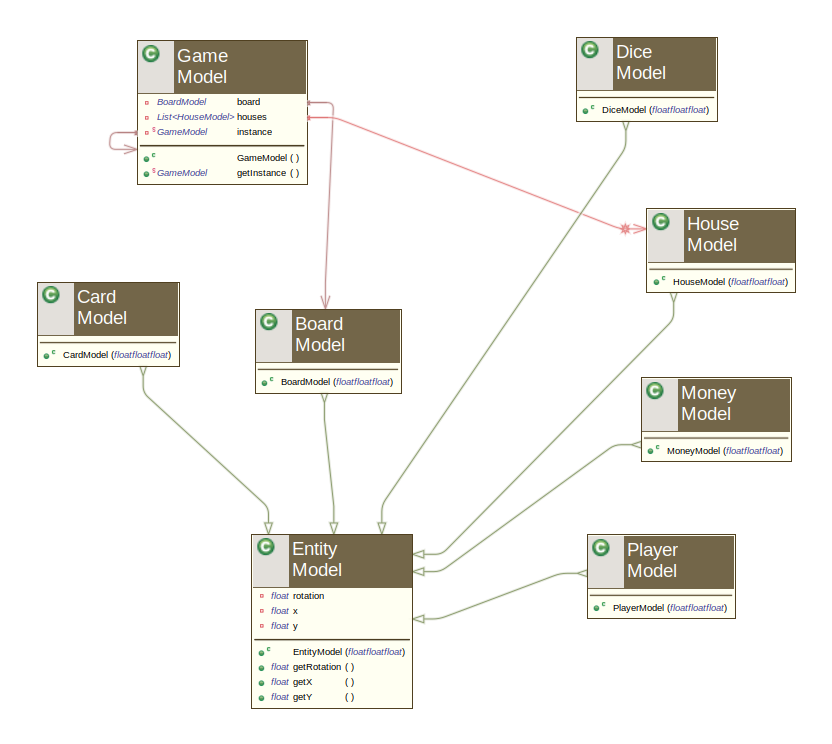 Game
Model
BoardModel board
List<HouseModel> houses
GameModel instance
GameModel ( )
GameModel getInstance ( )
Dice
Model
DiceModel (floatfloatfloat)
House
Model
HouseModel (floatfloatfloat)
Card
Model
CardModel (floatfloatfloat)
Board
Model
BoardModel (floatfloatfloat)
Money
Model
MoneyModel (floatfloatfloat)
Entity
Model
float rotation
float x
float y
EntityModel (floatfloatfloat)
float getRotation ( )
float getX ( )
float getY ( )
Player
Model
PlayerModel (floatfloatfloat)